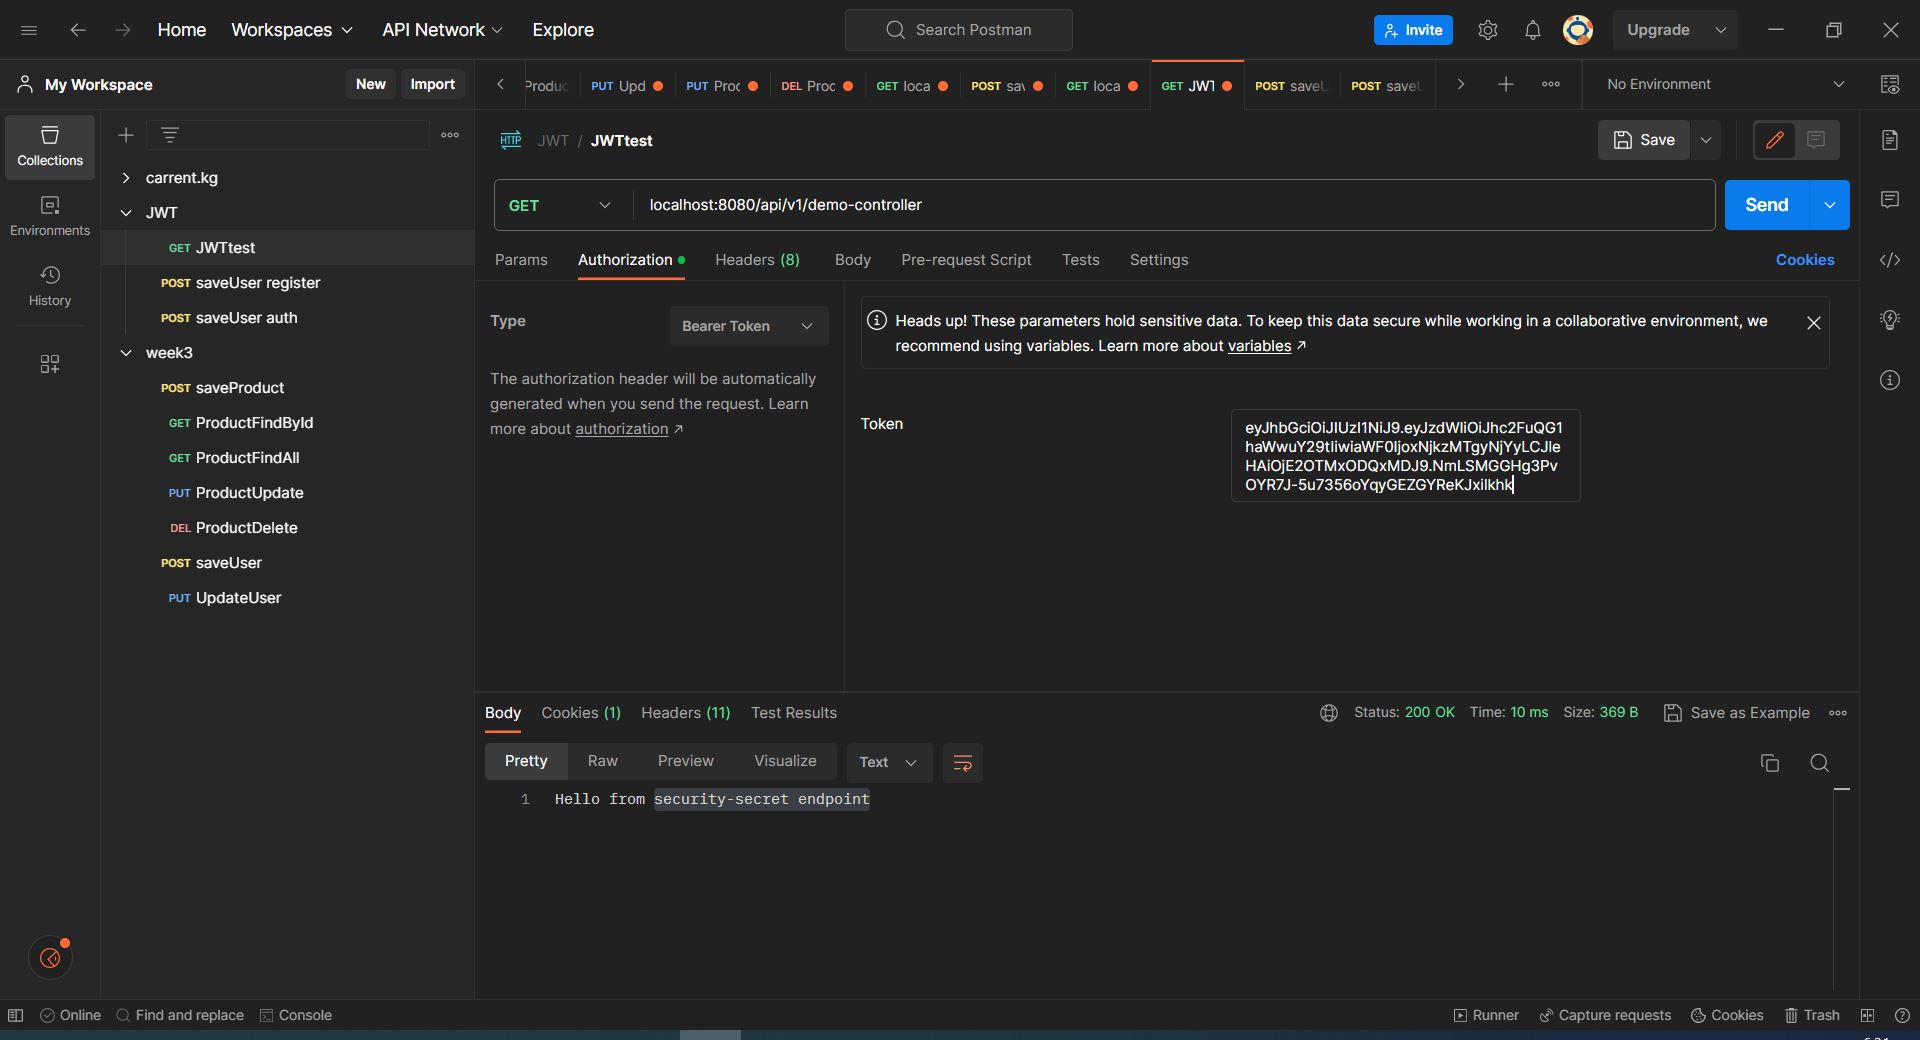 Home
Workspaces
API Network
Explore
Search Postman
Invite
Upgrade
My Workspace
New
Import
Produc
PUT Upd
PUT Proc
DEL Proc
GET loca
POST sav
GET loca
GET JWT
POST saveU
POST saveU
No Environment
Collections
Environments
History
carrent.kg
JWT
GET JWTtest
POST saveUser register
POST saveUser auth
week3
POST saveProduct
GET ProductFindById
GET ProductFindAll
PUT ProductUpdate
DEL ProductDelete
POST saveUser
PUT UpdateUser
HTTP JWT / JWTtest
Save
GET localhost:8080/api/v1/demo-controller
Send
Params Authorization Headers (8) Body Pre-request Script Tests Settings
Cookies
Type
Bearer Token
The authorization header will be automatically
generated when you send the request. Learn
more about authorization ↗
Heads up! These parameters hold sensitive data. To keep this data secure while working in a collaborative environment, we
recommend using variables. Learn more about variables ↗
Token
eyJhbGciOiJIUzI1NiJ9.eyJzdWIiOiJhc2FuQG1
haWwuY29tIiwiaWF0IjoxNjkzMTgyNjYyLCJle
HAiOjE2OTMxODQxMDJ9.NmLSMGGHg3Pv
OYR7J-5u7356oYqyGEZGYReKJxilkhk
Body Cookies (1) Headers (11) Test Results
Status: 200 OK Time: 10 ms Size: 369 B
Save as Example
Pretty Raw Preview Visualize
Text
1 Hello from security-secret endpoint
Online
Find and replace
Console
Runner
Capture requests
Cookies
Trash